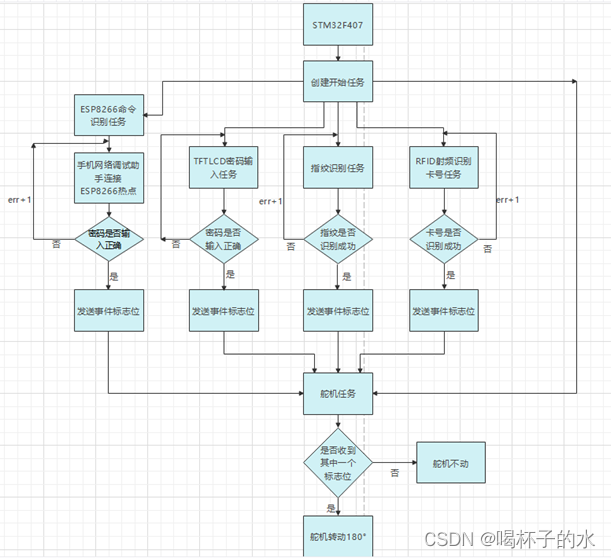 STM32F407
创建开始任务
ESP8266命令
识别任务
手机网络调试助
手连接
ESP8266热点
err+1
密码是否输
入正确
否
是
发送事件标志位
TFTLCD密码输
入任务
密码是否
输入正确
否
是
发送事件标志位
指纹识别任务
err+1
指纹是否
识别成功
否
是
发送事件标志位
RFID射频识别
卡号任务
err+1
卡号是否
识别成功
否
是
发送事件标志位
舵机任务
是否收到
其中一个
标志位
否
舵机不动
是
舵机转动180°
CSDN @喝杯子的水